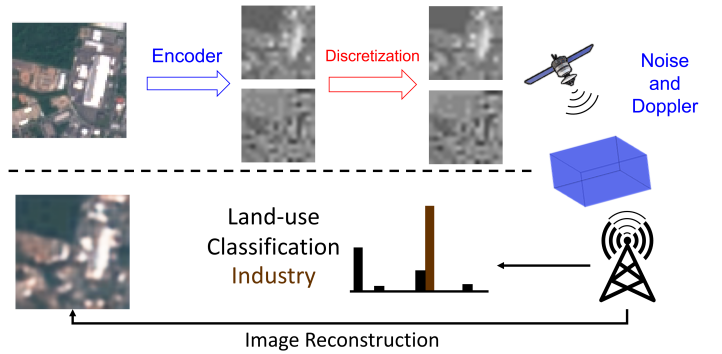 Encoder
Discretization
Noise
and
Doppler
Land-use
Classification
Industry
Image Reconstruction